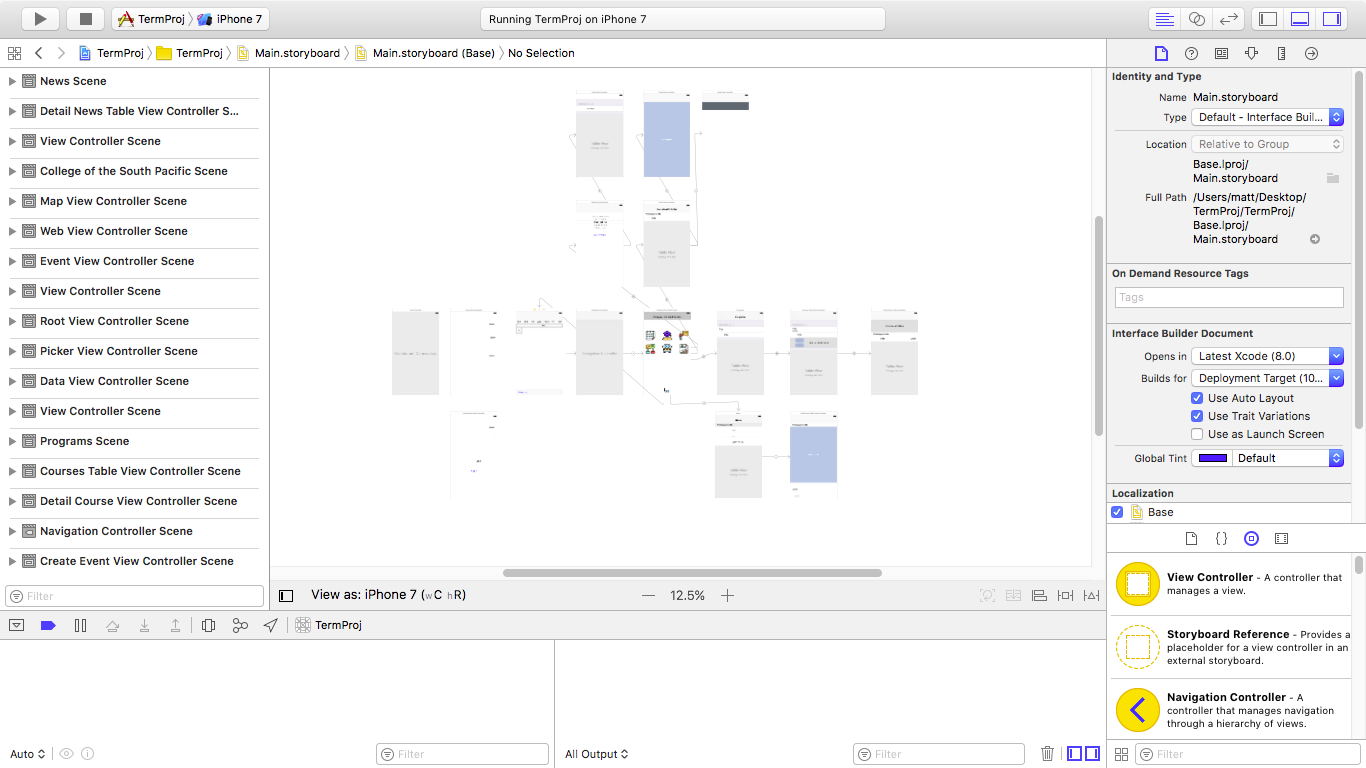 TermProj
iPhone 7
Running TermProj on iPhone 7
TermProj
TermProj
Main.storyboard
Main.storyboard (Base)
No Selection
News Scene
Detail News Table View Controller S...
View Controller Scene
College of the South Pacific Scene
Map View Controller Scene
Web View Controller Scene
Event View Controller Scene
View Controller Scene
Root View Controller Scene
Picker View Controller Scene
Data View Controller Scene
View Controller Scene
Programs Scene
Courses Table View Controller Scene
Detail Course View Controller Scene
Navigation Controller Scene
Create Event View Controller Scene
Filter
View as: iPhone 7 (wC hR)
12.5%
TermProj
Auto
Filter
All Output
Filter
Identity and Type
Name Main.storyboard
Type Default - Interface Buil...
Location Relative to Group
Base.lproj/
Main.storyboard
Full Path /Users/matt/Desktop/
TermProj/TermProj/
Base.lproj/
Main.storyboard
On Demand Resource Tags
Tags
Interface Builder Document
Opens in Latest Xcode (8.0)
Builds for Deployment Target (10...
Use Auto Layout
Use Trait Variations
Use as Launch Screen
Global Tint Default
Localization
Base
View Controller - A controller that
manages a view.
Storyboard Reference - Provides a
placeholder for a view controller in an
external storyboard.
Navigation Controller - A
controller that manages navigation
through a hierarchy of views.
Filter